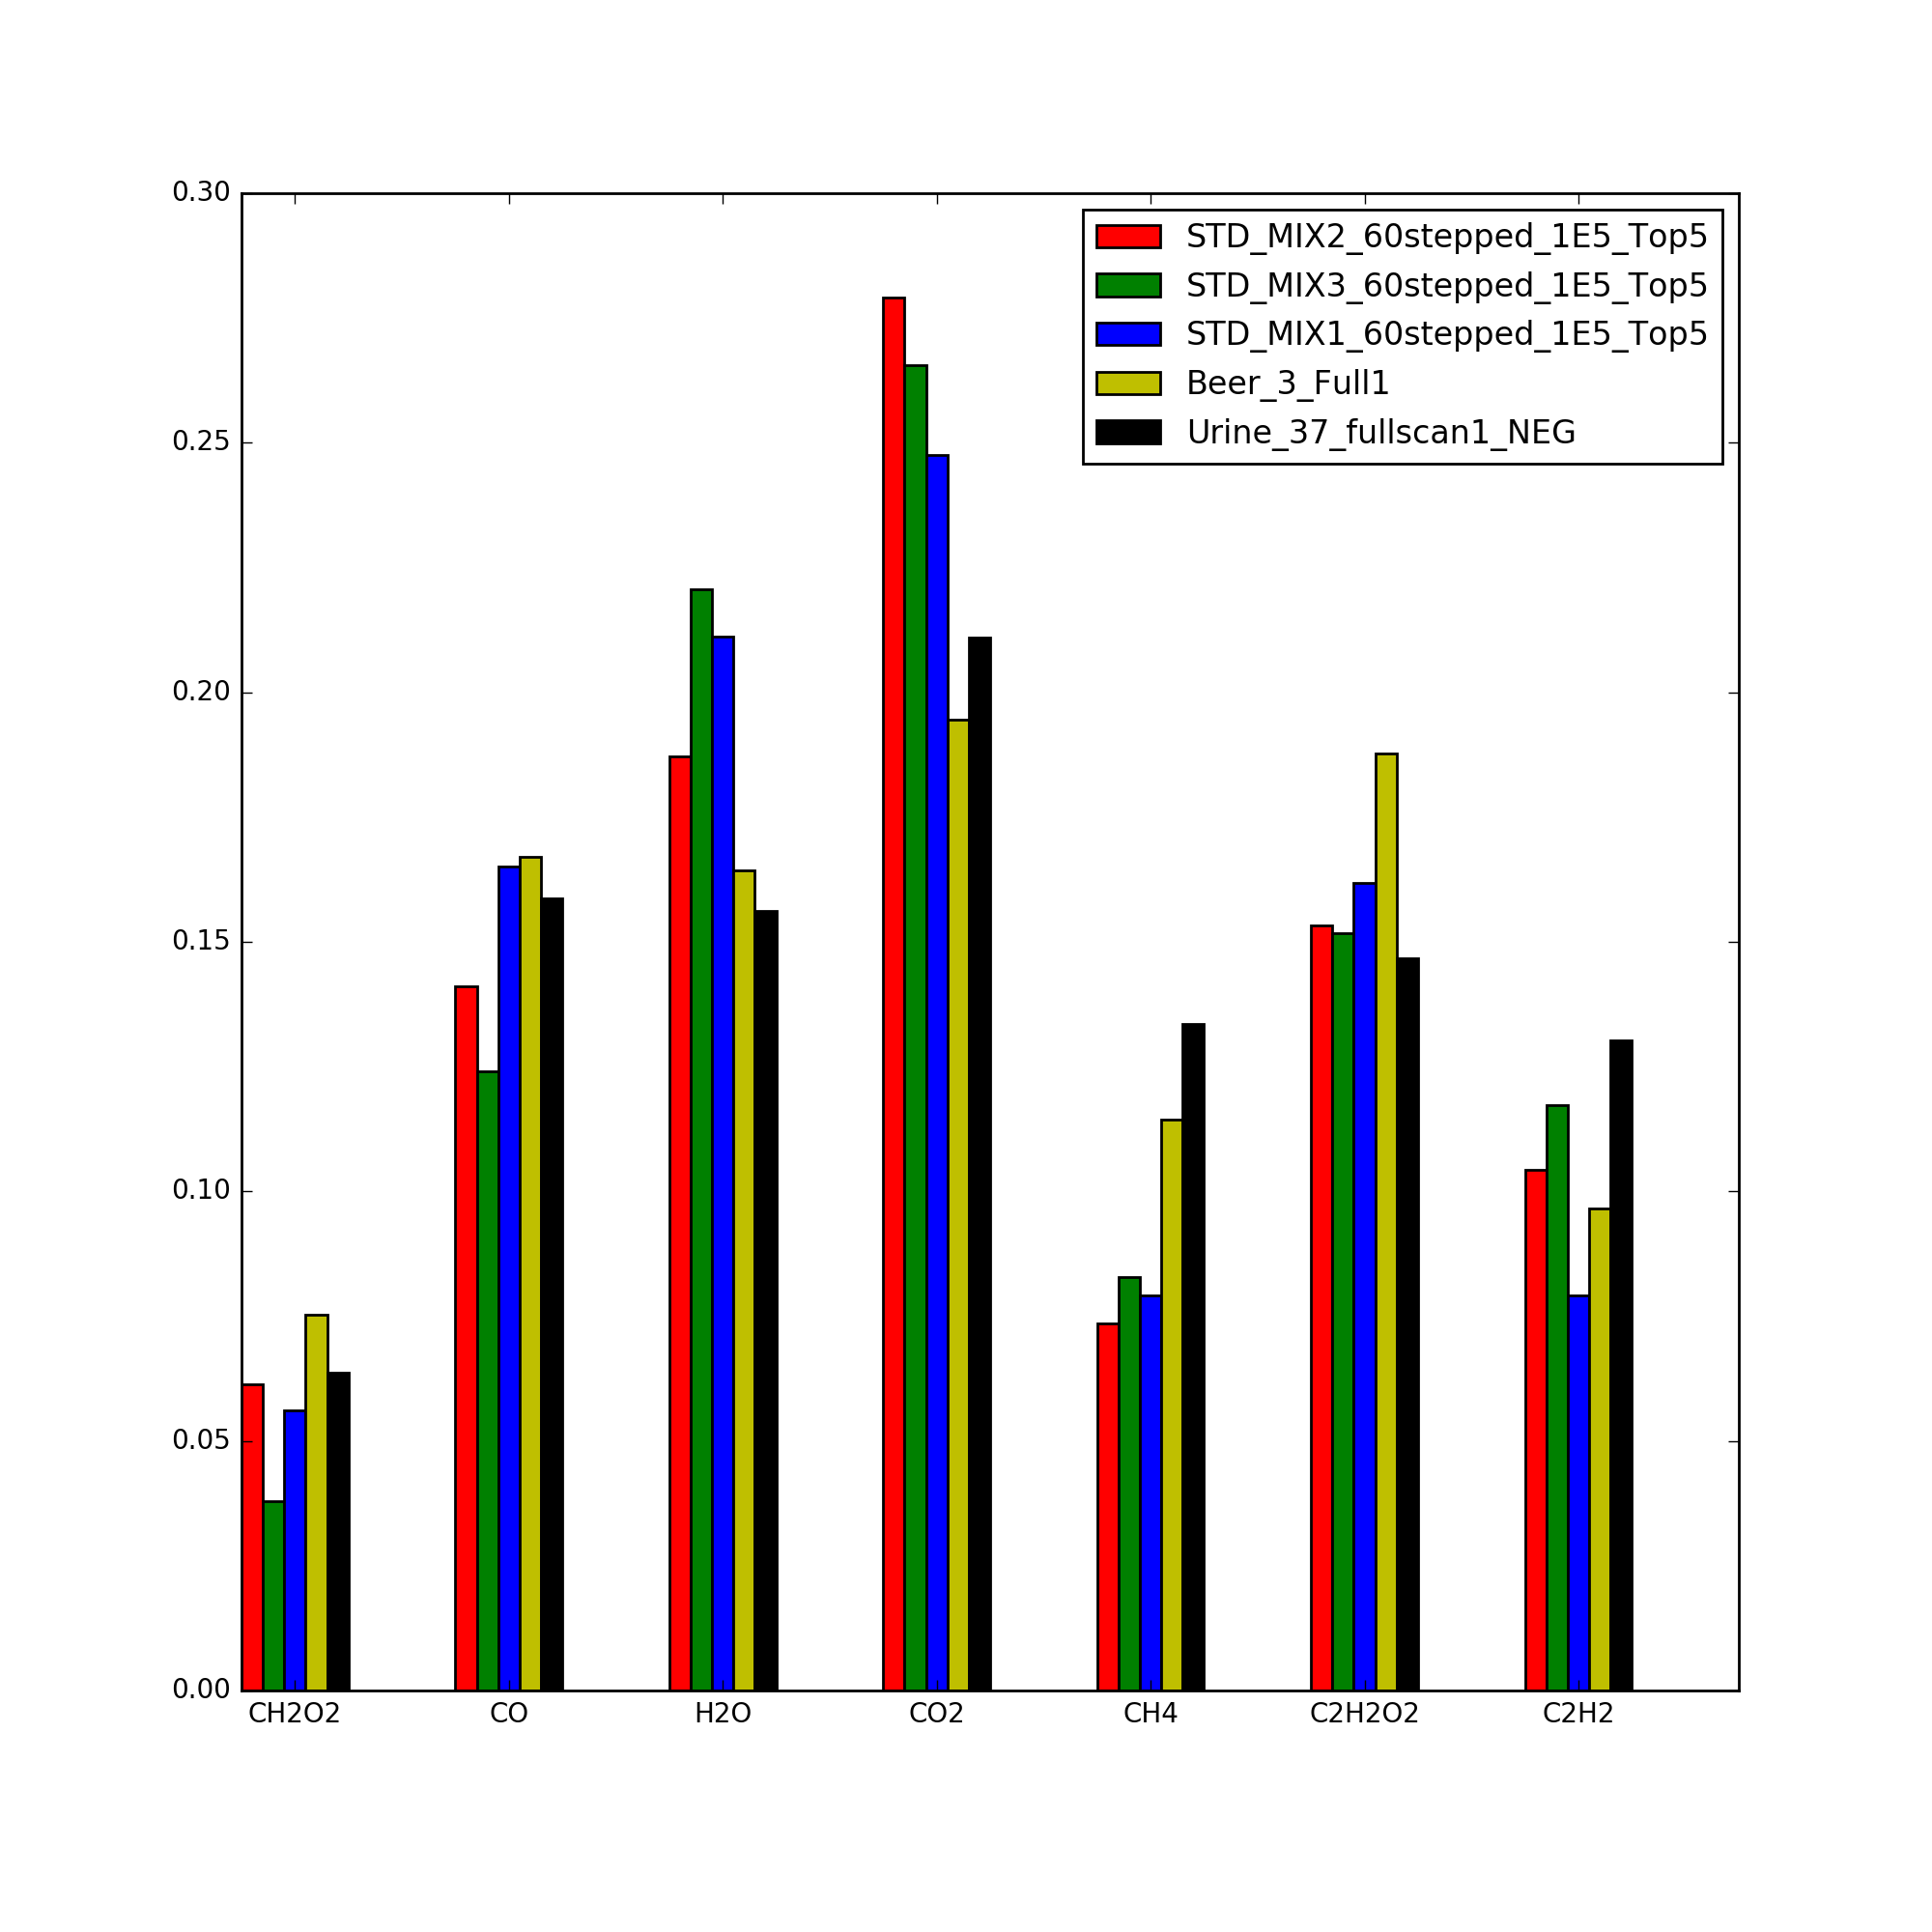 0.30
0.25
0.20
0.15
0.10
0.05
0.00
STD_MIX2_60stepped_1E5_Top5
STD_MIX3_60stepped_1E5_Top5
STD_MIX1_60stepped_1E5_Top5
Beer_3_Full1
Urine_37_fullscan1_NEG
CH2O2 CO H2O CO2 CH4 C2H2O2 C2H2